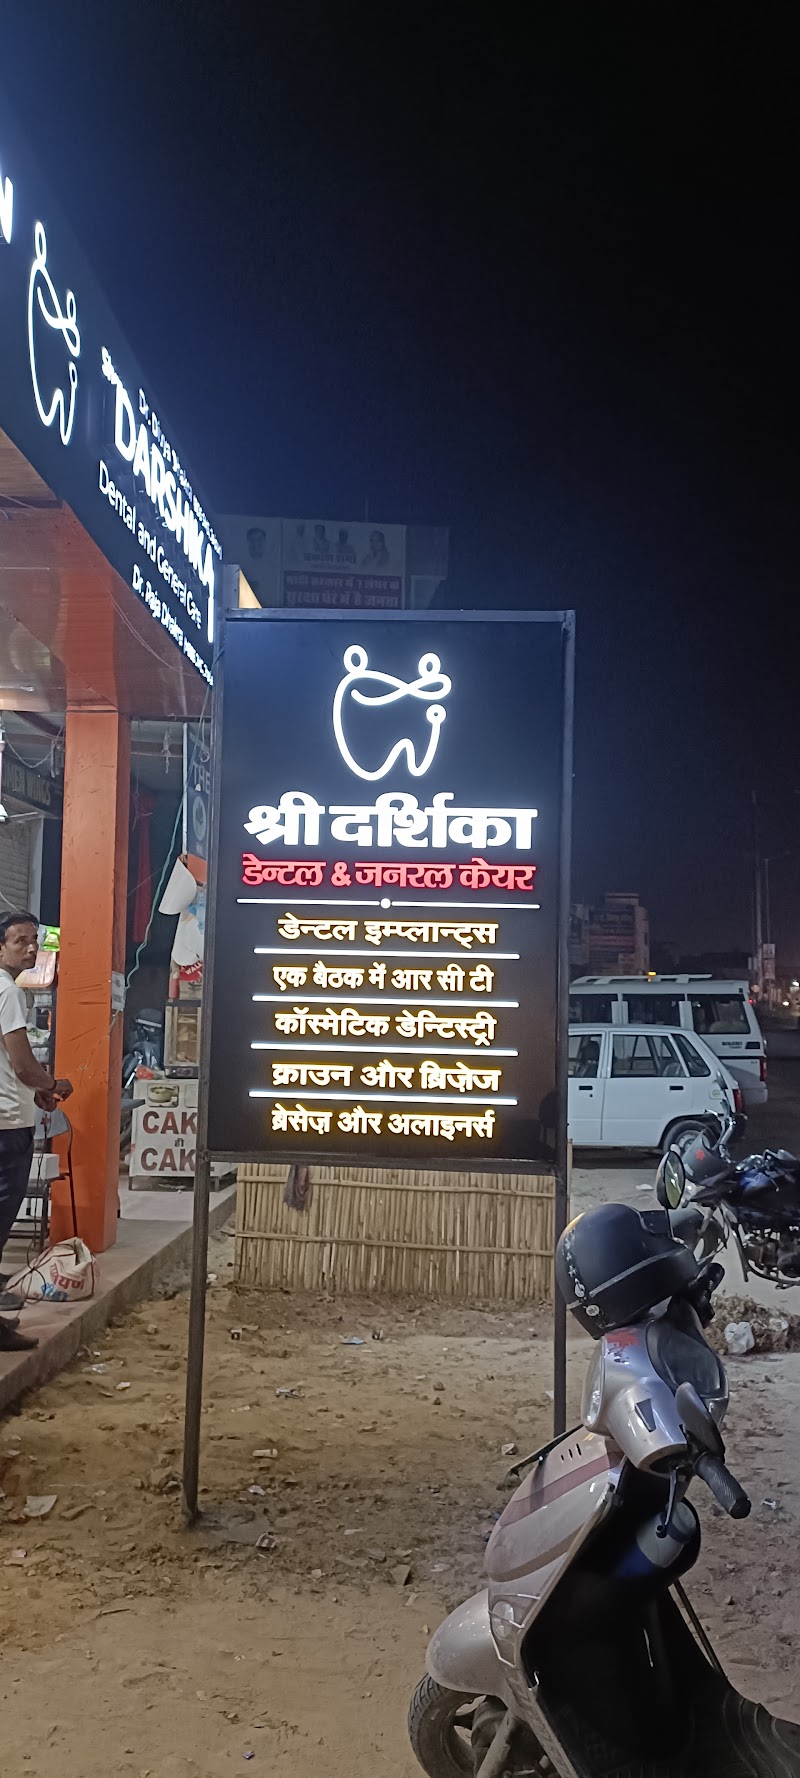 DARSHIKA
Dental and General Care
श्री दर्शिका
डेन्टल & जनरल केयर
डेन्टल इम्प्लान्ट्स
एक बैठक में आर सी टी
कॉस्मेटिक डेन्टिस्ट्री
क्राउन और ब्रिज़ेज
ब्रेसेज़ और अलाइनर्स
CAK
ही
CAK